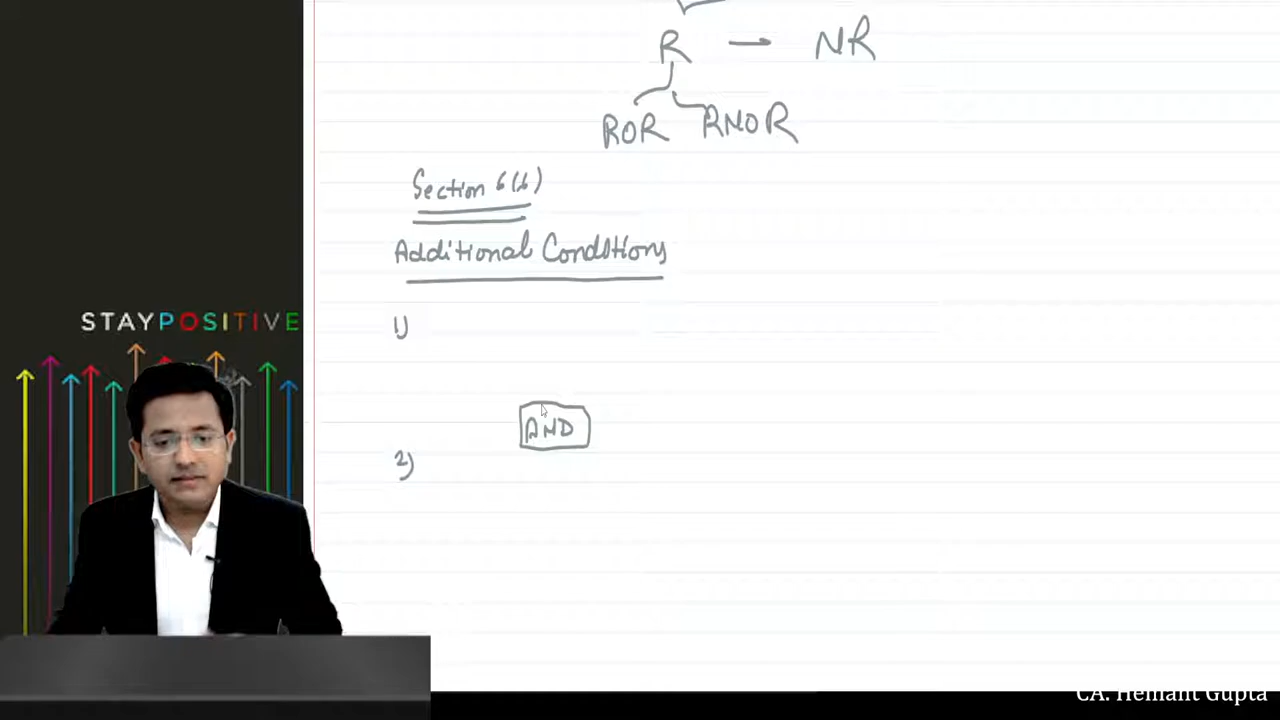 R → NR
ROR RNOR
Section 6(6)
Additional Conditions
1)
AND
2)
STAYPOSITIVE
CA. Hemant Gupta